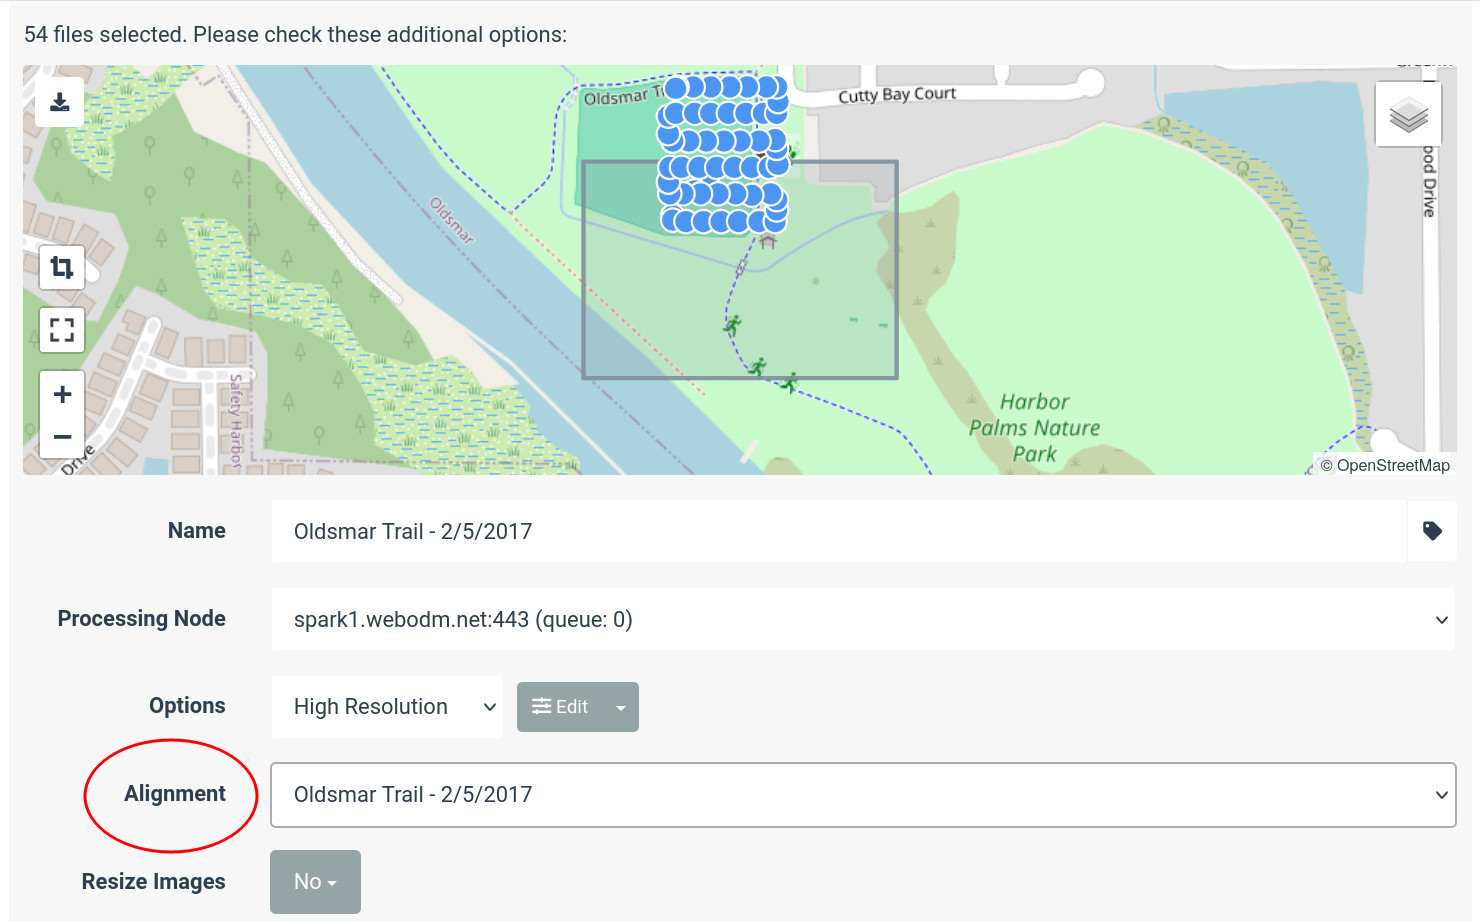 54 files selected. Please check these additional options:
Oldsmar Tr
Cutty Bay Court
ood Drive
Oldsmar
Safety Harbor
Drive
Harbor
Palms Nature
Park
+
−
© OpenStreetMap
Name
Oldsmar Trail - 2/5/2017
Processing Node
spark1.webodm.net:443 (queue: 0)
Options
High Resolution
Edit
Alignment
Oldsmar Trail - 2/5/2017
Resize Images
No